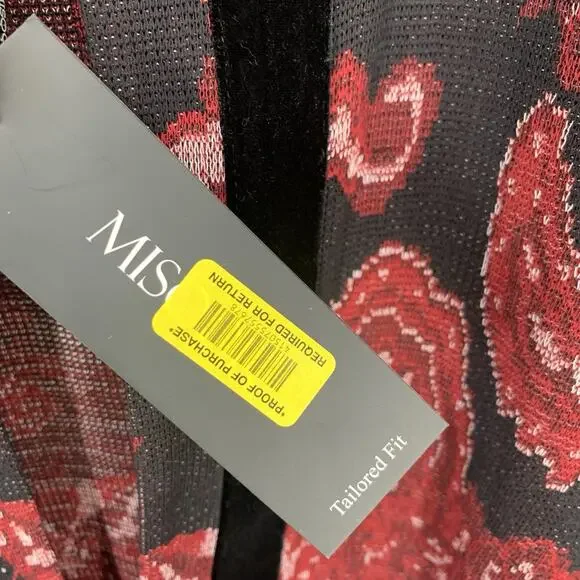 MIS
*PROOF OF PURCHASE*
REQUIRED FOR RETURN
Tailored Fit